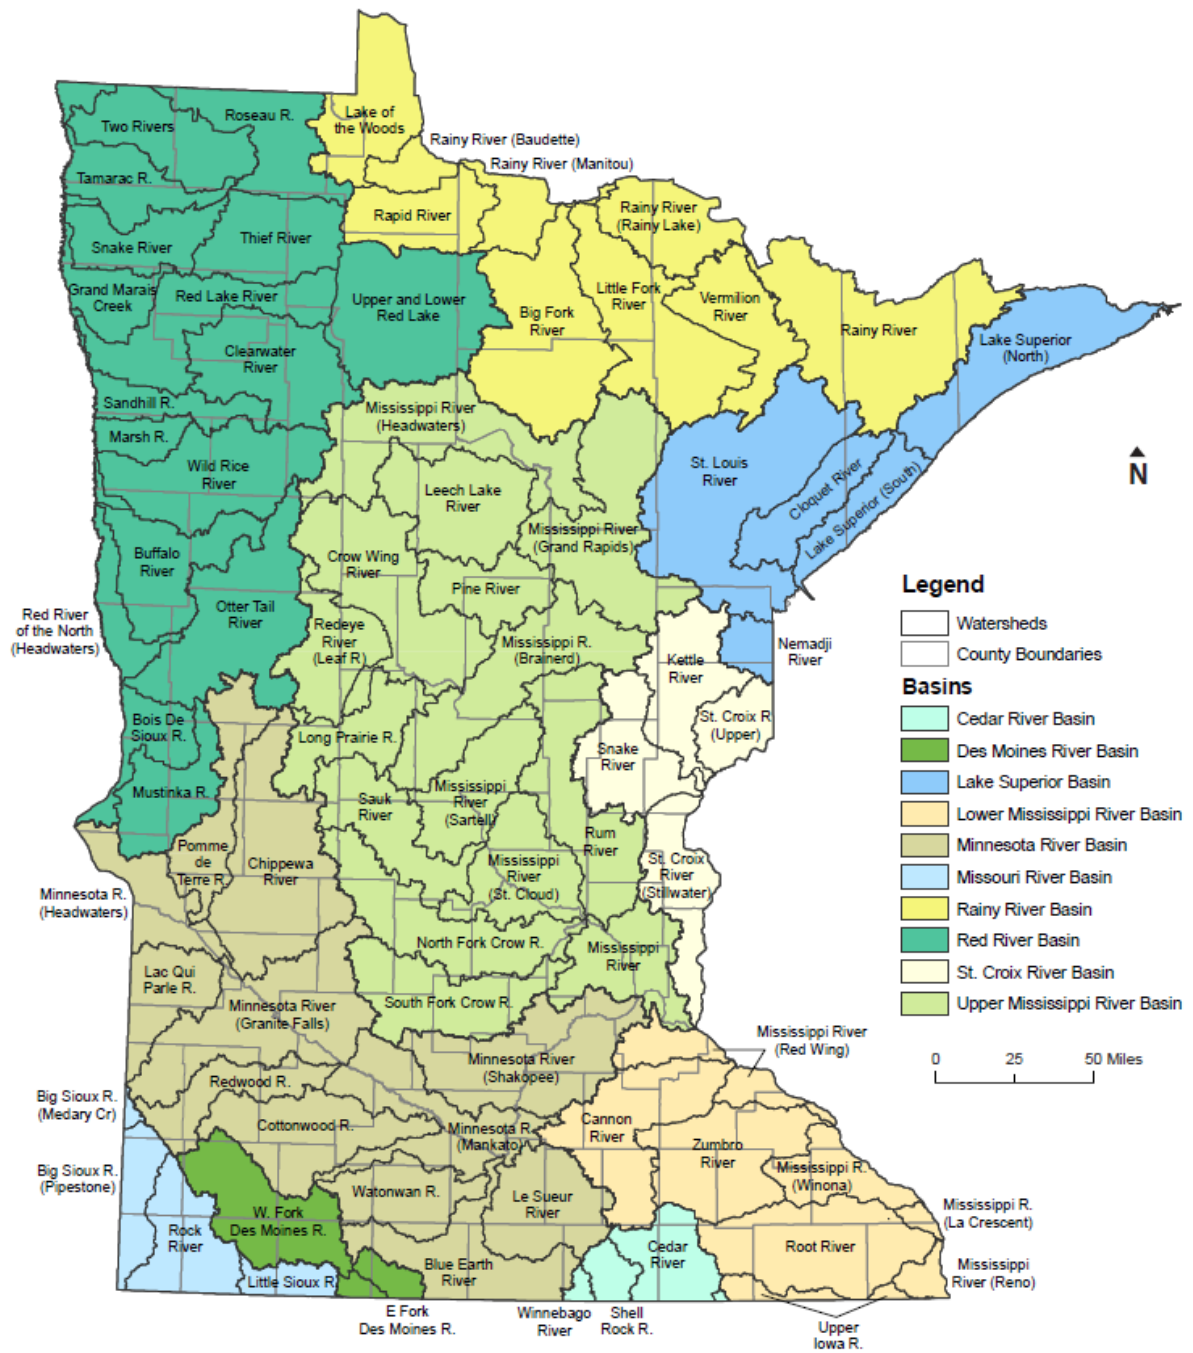 Lake of
the Woods
Roseau R.
Two Rivers
Rainy River (Baudette)
Rainy River (Manitou)
Tamarac R.
Rapid River
Rainy River
(Rainy Lake)
Thief River
Snake River
Grand Marais
Creek
Red Lake River
Upper and Lower
Red Lake
Little Fork
River
Vermilion
River
Big Fork
River
Rainy River
Lake Superior
(North)
Clearwater
River
Sandhill R.
Mississippi River
(Headwaters)
Marsh R.
Wild Rice
River
St. Louis
River
Cloquet River
Lake Superior (South)
N
Leech Lake
River
Mississippi River
(Grand Rapids)
Buffalo
River
Crow Wing
River
Pine River
Otter Tail
River
Red River
of the North
(Headwaters)
Redeye
River
(Leaf R)
Mississippi R.
(Brainerd)
Kettle
River
Nemadji
River
Bois De
Sioux R.
Long Prairie R.
St. Croix R
(Upper)
Snake
River
Mustinka R.
Sauk
River
Mississippi
River
(Sartell)
Rum
River
Pomme
de
Terre R
Chippewa
River
Mississippi
River
(St. Cloud)
St. Croix
River
(Stillwater)
Minnesota R.
(Headwaters)
North Fork Crow R.
Mississippi
River
Lac Qui
Parle R.
Minnesota River
(Granite Falls)
South Fork Crow R.
Mississippi River
(Red Wing)
Minnesota River
(Shakopee)
Redwood R.
Big Sioux R.
(Medary Cr)
Cottonwood R.
Minnesota R.
(Mankato)
Cannon
River
Zumbro
River
Big Sioux R.
(Pipestone)
Mississippi R.
(Winona)
Watonwan R.
Le Sueur
River
Mississippi R.
(La Crescent)
W. Fork
Des Moines R.
Rock
River
Cedar
River
Root River
Blue Earth
River
Little Sioux R
Mississippi
River (Reno)
E Fork
Des Moines R.
Winnebago
River
Shell
Rock R.
Upper
Iowa R.
Legend
Watersheds
County Boundaries
Basins
Cedar River Basin
Des Moines River Basin
Lake Superior Basin
Lower Mississippi River Basin
Minnesota River Basin
Missouri River Basin
Rainy River Basin
Red River Basin
St. Croix River Basin
Upper Mississippi River Basin
0 25 50 Miles